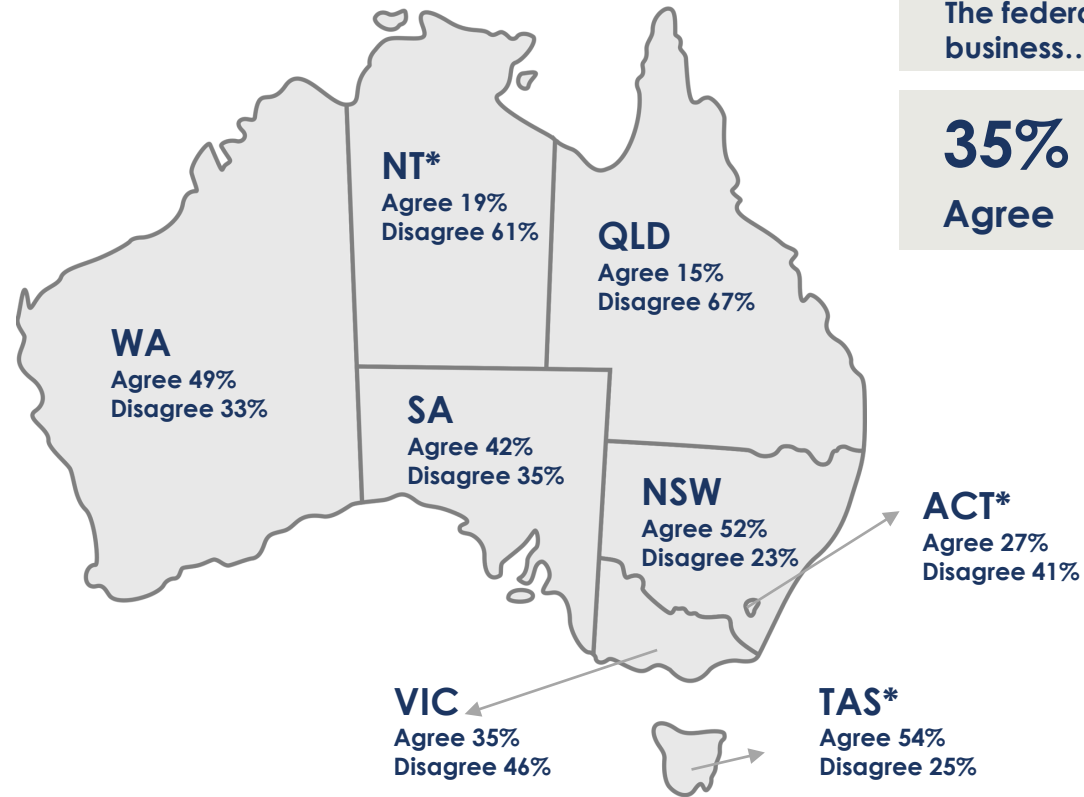 The federa
business…
35%
Agree
NT*
Agree 19%
Disagree 61%
QLD
Agree 15%
Disagree 67%
WA
Agree 49%
Disagree 33%
SA
Agree 42%
Disagree 35%
NSW
Agree 52%
Disagree 23%
ACT*
Agree 27%
Disagree 41%
VIC
Agree 35%
Disagree 46%
TAS*
Agree 54%
Disagree 25%